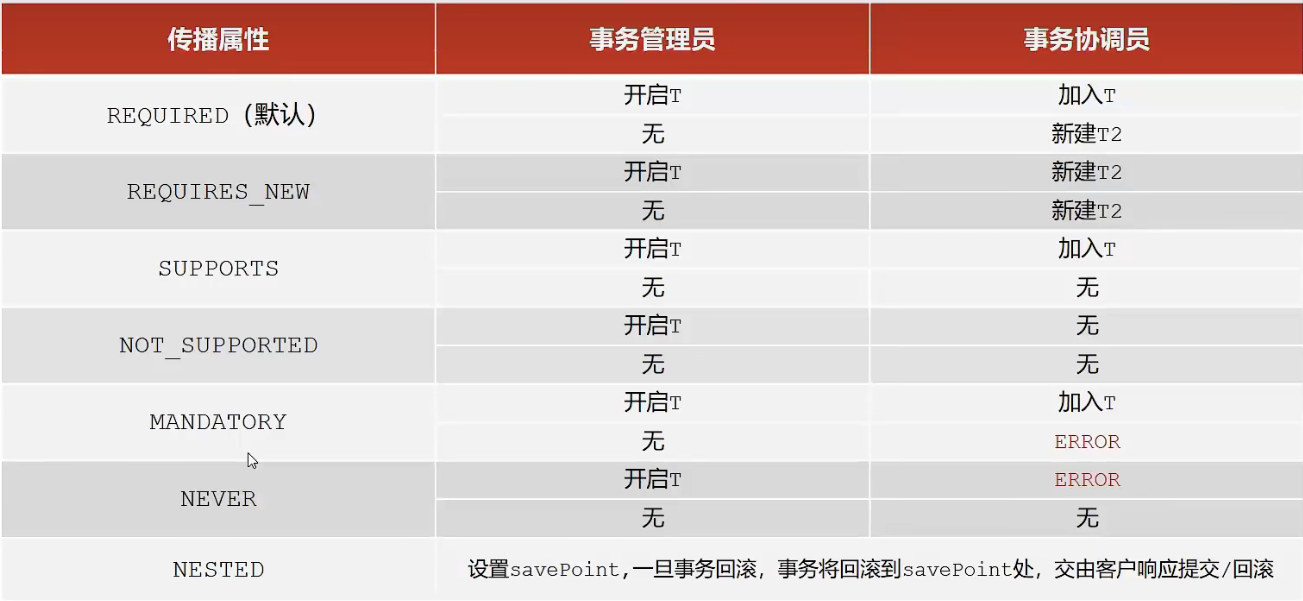 传播属性 事务管理员 事务协调员
REQUIRED（默认） 开启T 加入T
无 新建T2
REQUIRES_NEW 开启T 新建T2
无 新建T2
SUPPORTS 开启T 加入T
无 无
NOT_SUPPORTED 开启T 无
无 无
MANDATORY 开启T 加入T
无 ERROR
NEVER 开启T ERROR
无 无
NESTED 设置savePoint,一旦事务回滚，事务将回滚到savePoint处，交由客户响应提交/回滚